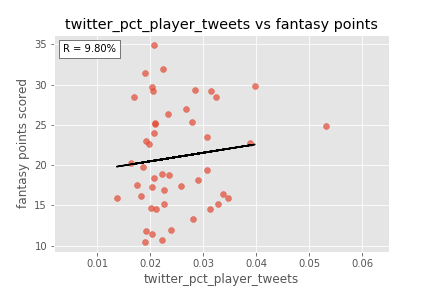 twitter_pct_player_tweets vs fantasy points
R = 9.80%
35
30
25
20
15
10
fantasy points scored
0.01 0.02 0.03 0.04 0.05 0.06
twitter_pct_player_tweets